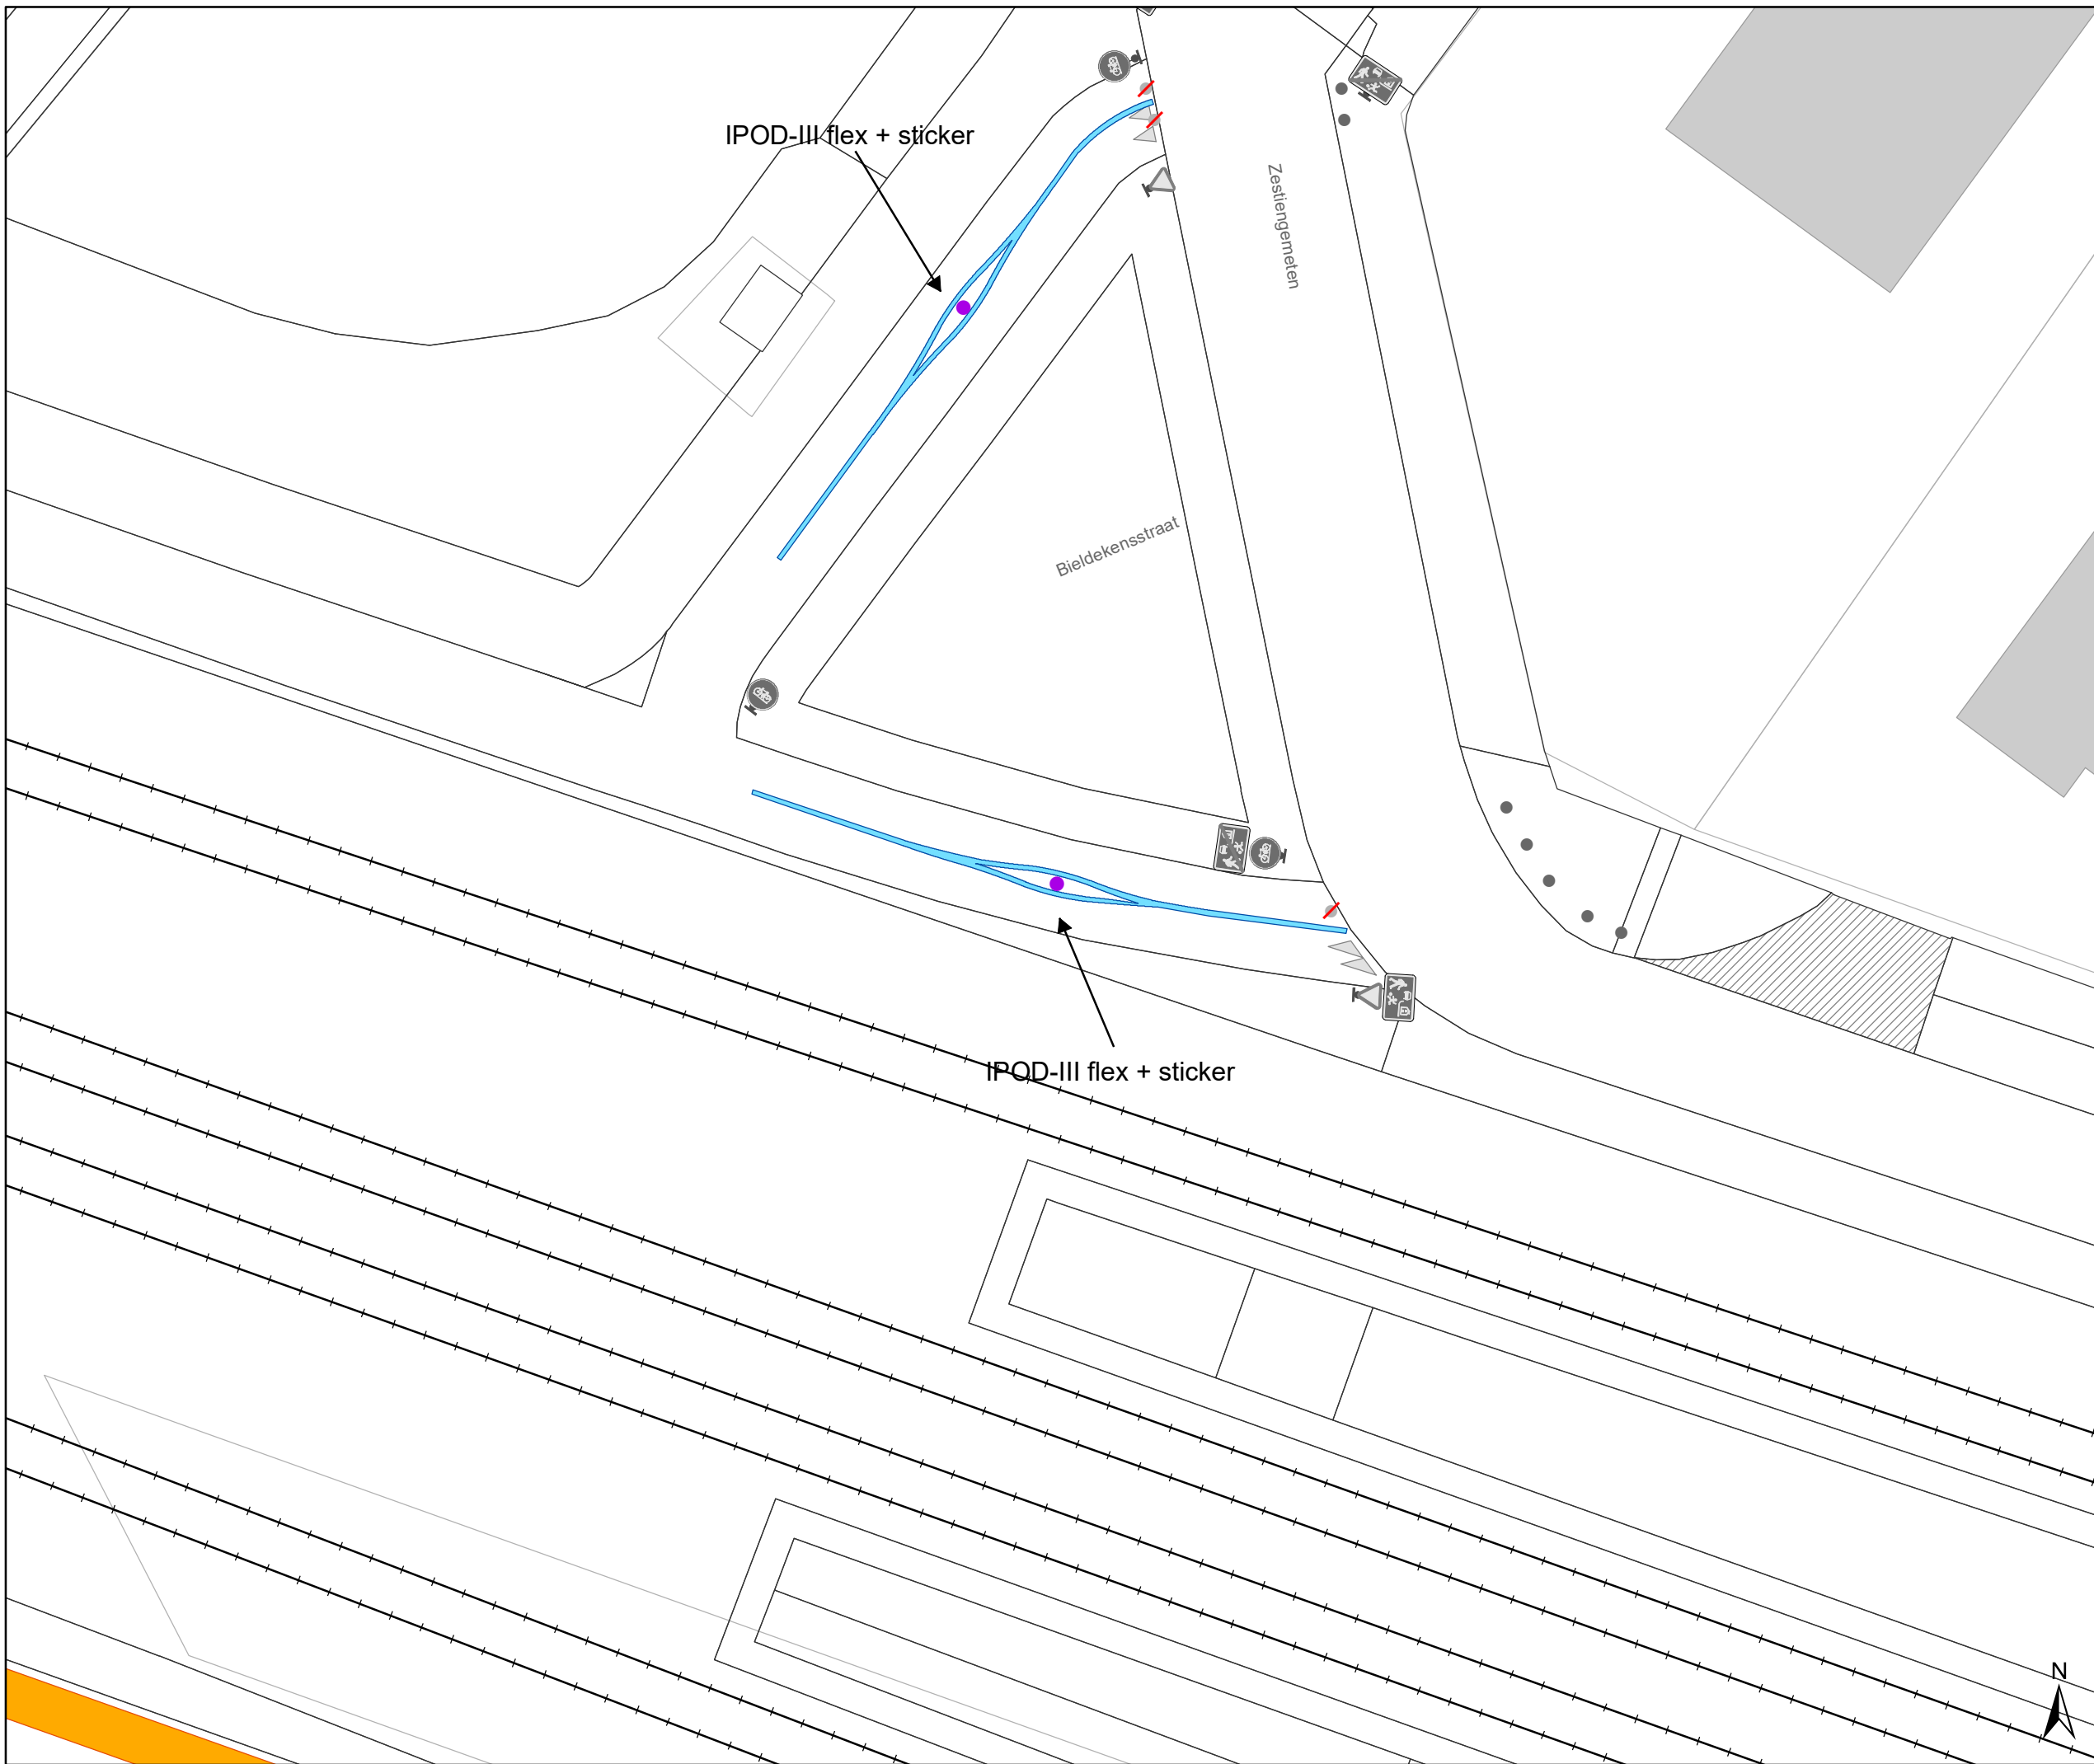 IPOD-III flex + sticker
Zestiengemeten
Bieldekensstraat
IPOD-III flex + sticker
N